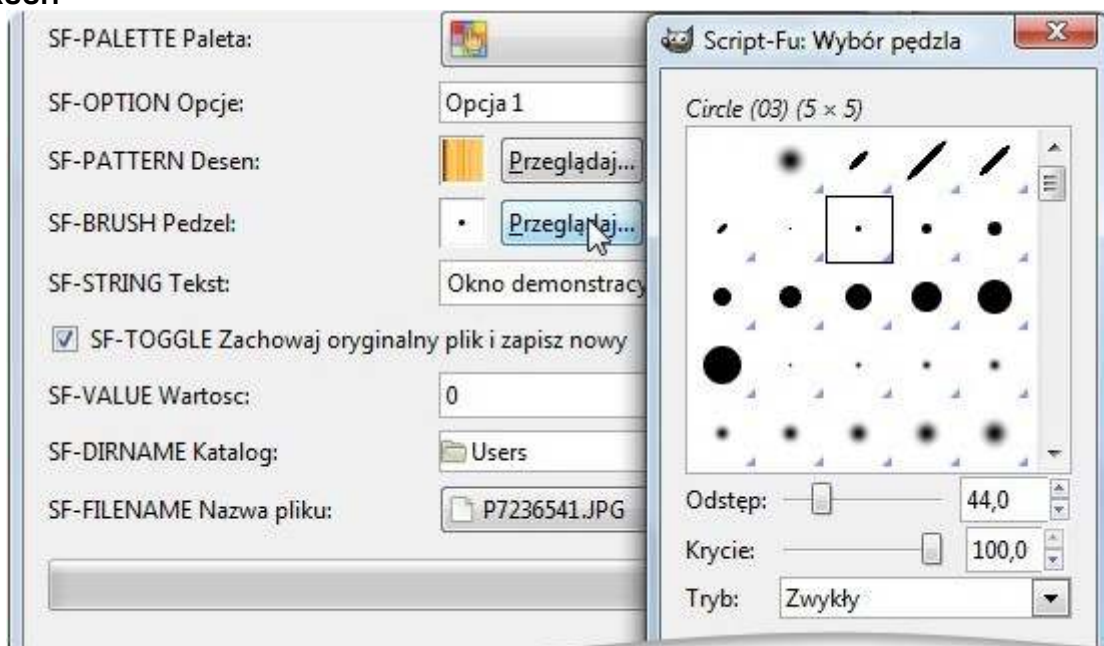 SF-PALETTE Paleta:
SF-OPTION Opcje:
Opcja 1
SF-PATTERN Desen:
Przeglądaj...
SF-BRUSH Pedzel:
Przeglądaj...
SF-STRING Tekst:
Okno demonstracy
SF-TOGGLE Zachowaj oryginalny plik i zapisz nowy
SF-VALUE Wartosc:
0
SF-DIRNAME Katalog:
Users
SF-FILENAME Nazwa pliku:
P7236541.JPG
Script-Fu: Wybór pędzla
Circle (03) (5 × 5)
Odstęp:
44,0
Krycie:
100,0
Tryb:
Zwykły